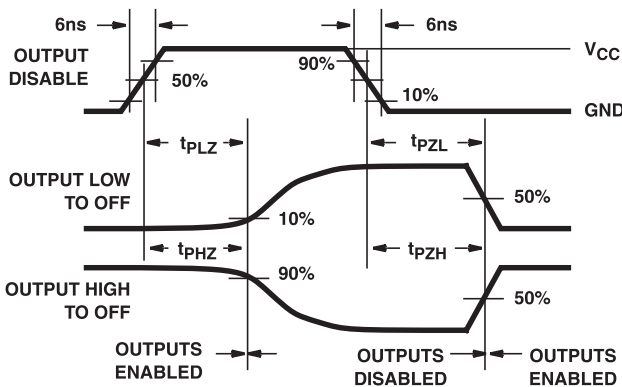 6ns
6ns
OUTPUT
DISABLE
50%
90%
10%
VCC
GND
tPLZ
tPZL
OUTPUT LOW
TO OFF
10%
50%
tPHZ
tPZH
OUTPUT HIGH
TO OFF
90%
50%
OUTPUTS
ENABLED
OUTPUTS
DISABLED
OUTPUTS
ENABLED